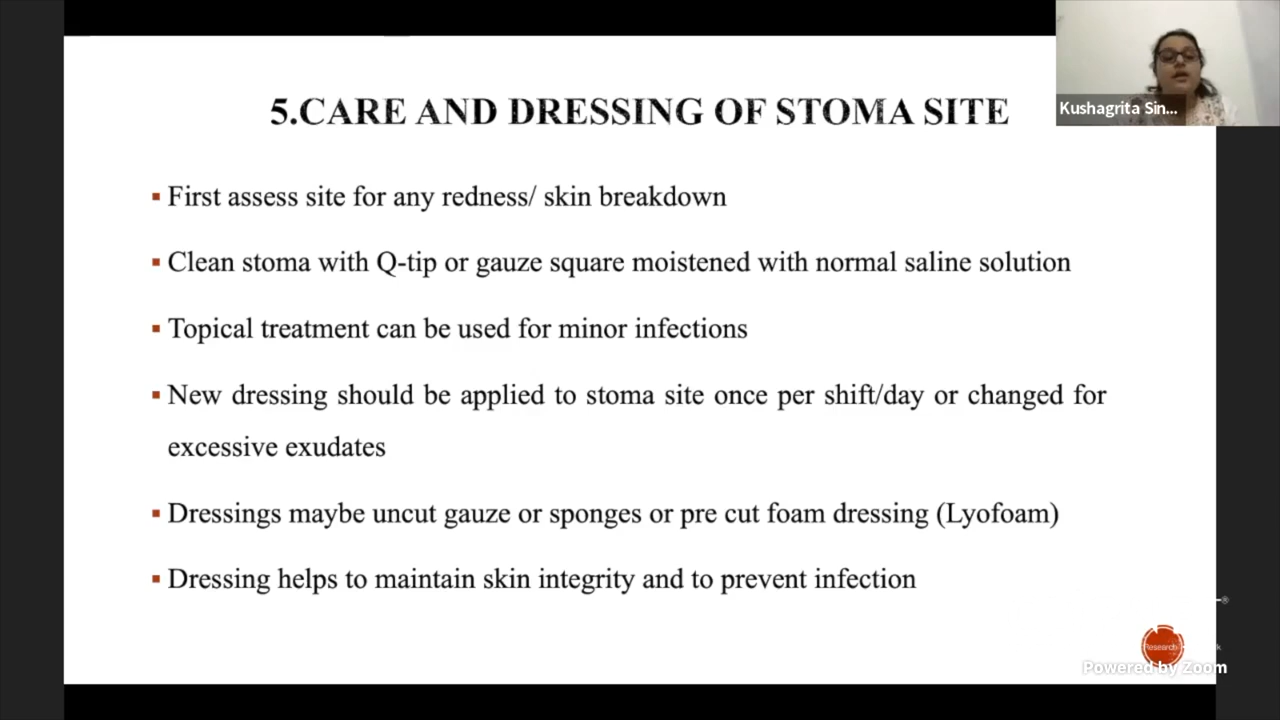 5.CARE AND DRESSING OF STOMA SITE
Kushagrita Sin...
▪ First assess site for any redness/ skin breakdown
▪ Clean stoma with Q-tip or gauze square moistened with normal saline solution
▪ Topical treatment can be used for minor infections
▪ New dressing should be applied to stoma site once per shift/day or changed for
excessive exudates
▪ Dressings maybe uncut gauze or sponges or pre cut foam dressing (Lyofoam)
▪ Dressing helps to maintain skin integrity and to prevent infection
Research
Powered by Zoom